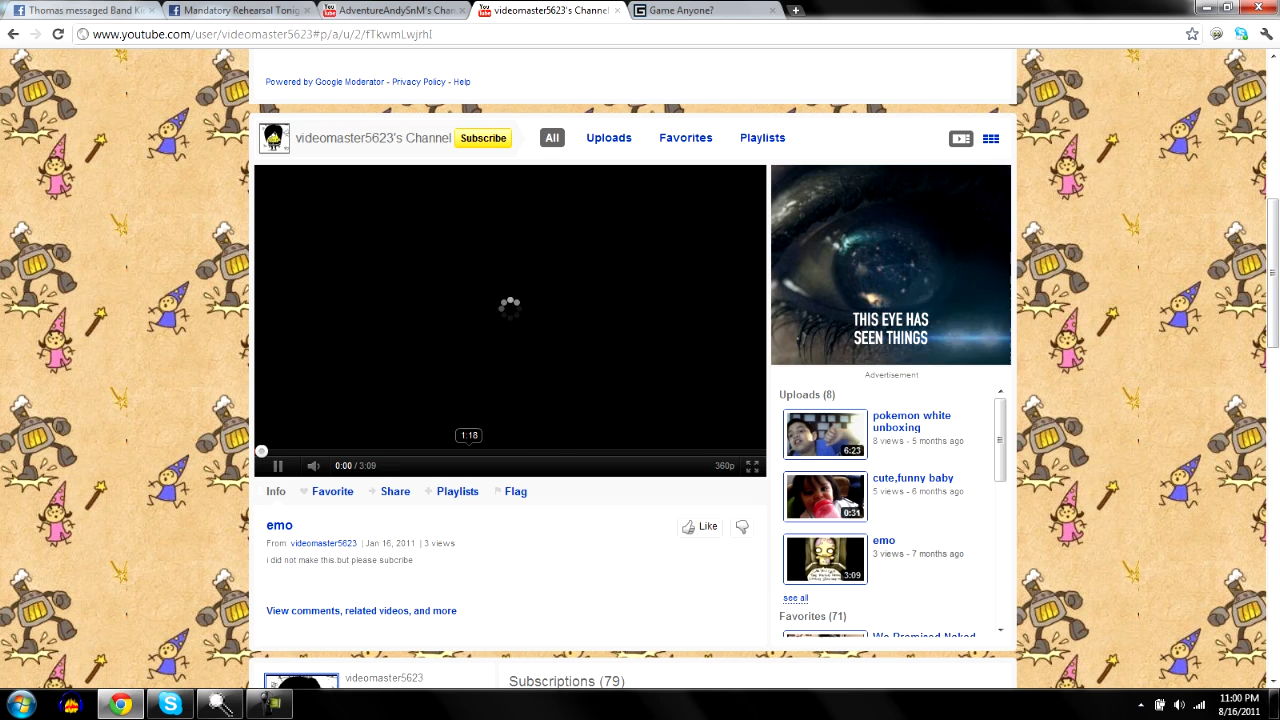 Thomas messaged Band Ki
Mandatory Rehearsal Tonig
AdventureAndySnM's Chan
videomaster5623's Channel
Game Anyone?
www.youtube.com/user/videomaster5623#p/a/u/2/fTkwmLwjrhI
Powered by Google Moderator - Privacy Policy - Help
videomaster5623's Channel Subscribe All Uploads Favorites Playlists
THIS EYE HAS
SEEN THINGS
Advertisement
1:18
0:00 / 3:09 360p
Info Favorite Share Playlists Flag
emo
Like
From: videomaster5623 | Jan 16, 2011 | 3 views
i did not make this.but please subcribe
View comments, related videos, and more
Uploads (8)
pokemon white
unboxing
8 views - 5 months ago
6:23
cute,funny baby
5 views - 6 months ago
0:31
emo
3 views - 7 months ago
3:09
see all
Favorites (71)
We Promised Naked
videomaster5623
Subscriptions (79)
11:00 PM
8/16/2011